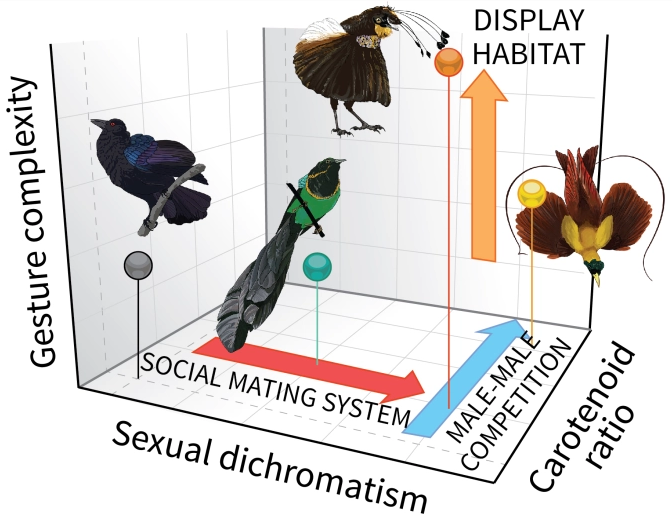 DISPLAY
HABITAT
Gesture complexity
SOCIAL MATING SYSTEM
MALE-MALE
COMPETITION
Sexual dichromatism
Carotenoid
ratio